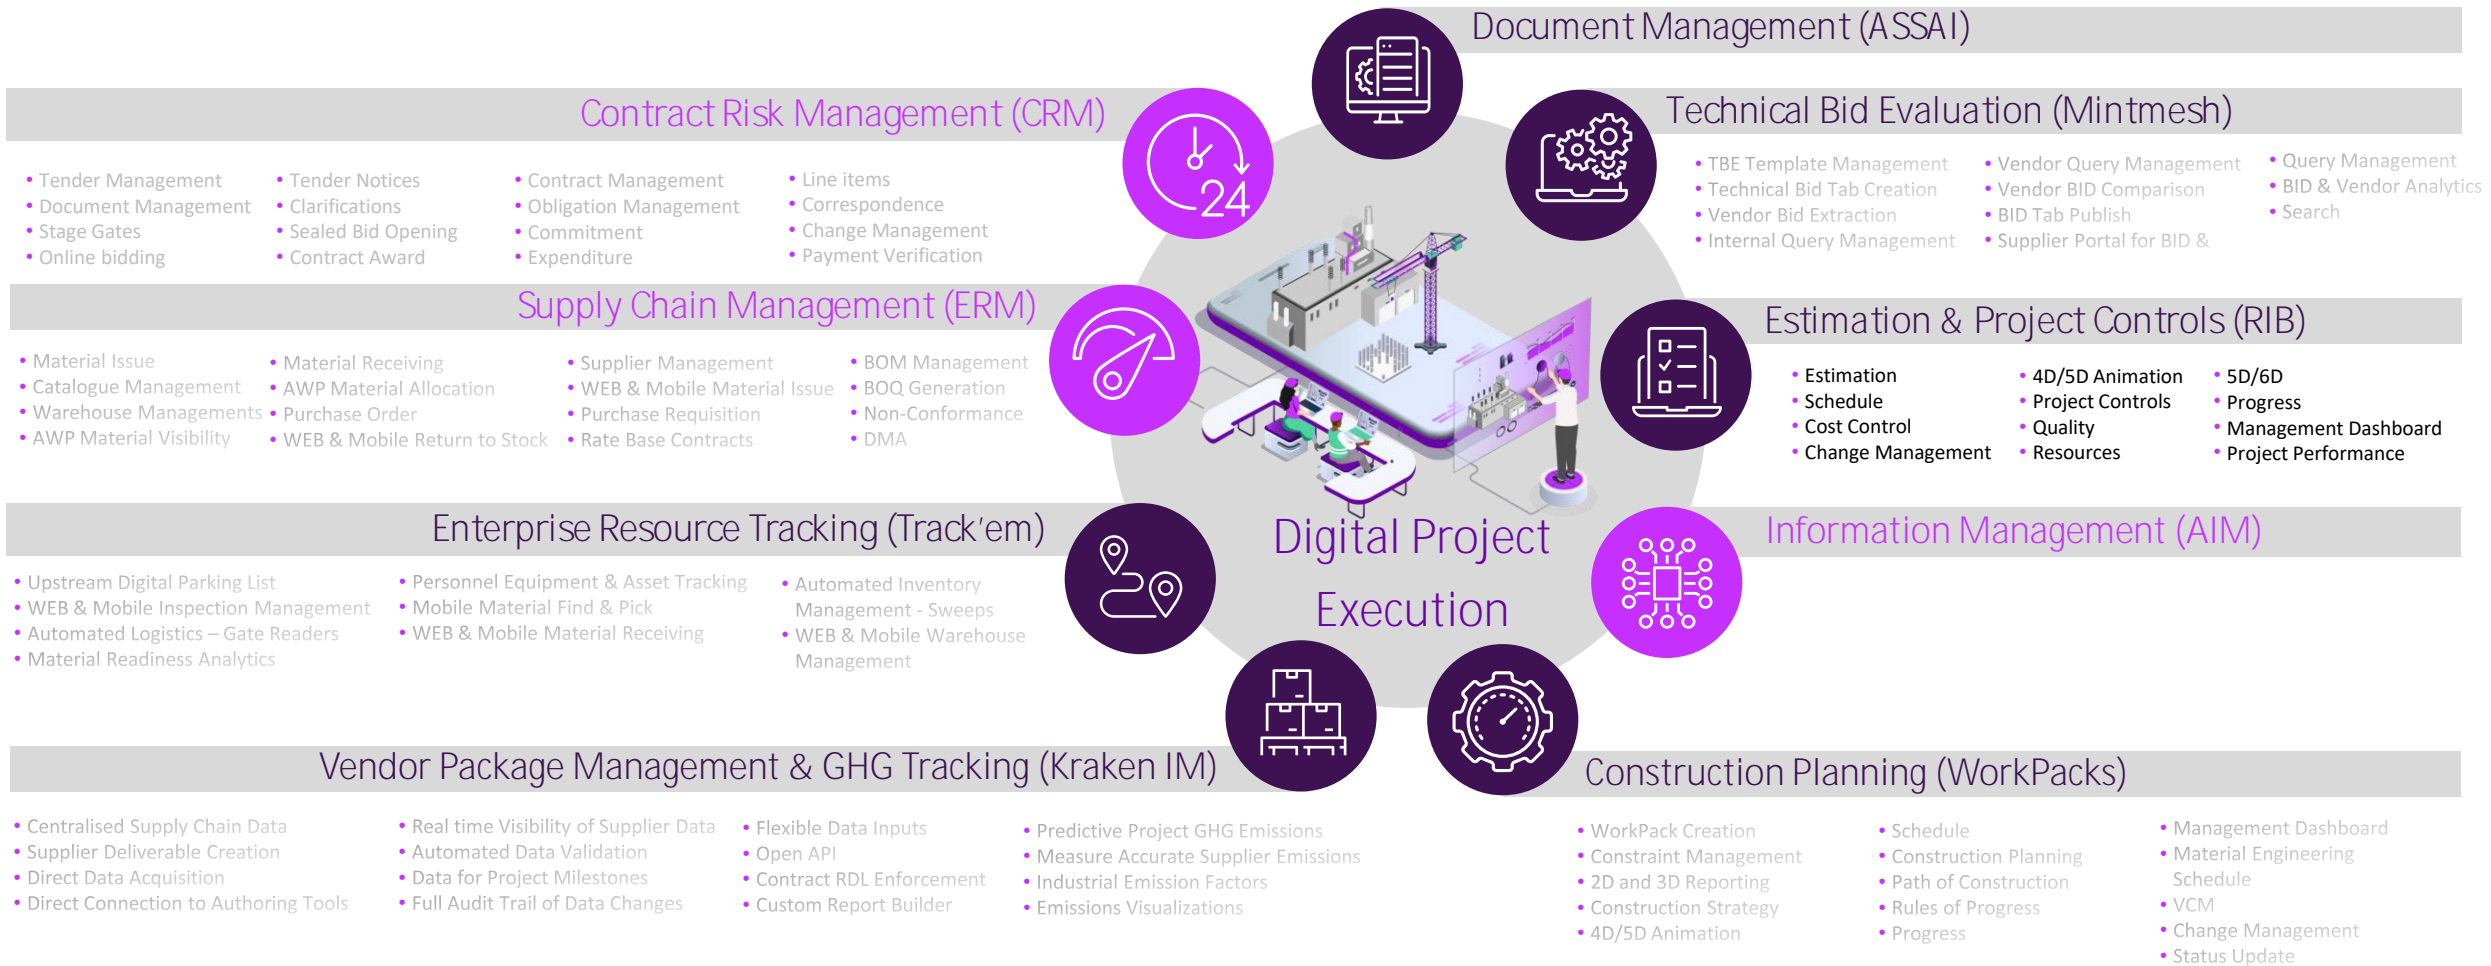 Document Management (ASSAI)
Contract Risk Management (CRM)
• Tender Management
• Document Management
• Stage Gates
• Online bidding
• Tender Notices
• Clarifications
• Sealed Bid Opening
• Contract Award
• Contract Management
• Obligation Management
• Commitment
• Expenditure
• Line items
• Correspondence
• Change Management
• Payment Verification
24
Technical Bid Evaluation (Mintmesh)
• TBE Template Management
• Technical Bid Tab Creation
• Vendor Bid Extraction
• Internal Query Management
• Vendor Query Management
• Vendor BID Comparison
• BID Tab Publish
• Supplier Portal for BID &
• Query Management
• BID & Vendor Analytics
• Search
Supply Chain Management (ERM)
• Material Issue
• Catalogue Management
• Warehouse Managements
• AWP Material Visibility
• Material Receiving
• AWP Material Allocation
• Purchase Order
• WEB & Mobile Return to Stock
• Supplier Management
• WEB & Mobile Material Issue
• Purchase Requisition
• Rate Base Contracts
• BOM Management
• BOQ Generation
• Non-Conformance
• DMA
Estimation & Project Controls (RIB)
• Estimation
• Schedule
• Cost Control
• Change Management
• 4D/5D Animation
• Project Controls
• Quality
• Resources
• 5D/6D
• Progress
• Management Dashboard
• Project Performance
Enterprise Resource Tracking (Track'em)
• Upstream Digital Parking List
• WEB & Mobile Inspection Management
• Automated Logistics – Gate Readers
• Material Readiness Analytics
• Personnel Equipment & Asset Tracking
• Mobile Material Find & Pick
• WEB & Mobile Material Receiving
• Automated Inventory
Management - Sweeps
• WEB & Mobile Warehouse
Management
Digital Project
Execution
Information Management (AIM)
Vendor Package Management & GHG Tracking (Kraken IM)
• Centralised Supply Chain Data
• Supplier Deliverable Creation
• Direct Data Acquisition
• Direct Connection to Authoring Tools
• Real time Visibility of Supplier Data
• Automated Data Validation
• Data for Project Milestones
• Full Audit Trail of Data Changes
• Flexible Data Inputs
• Open API
• Contract RDL Enforcement
• Custom Report Builder
• Predictive Project GHG Emissions
• Measure Accurate Supplier Emissions
• Industrial Emission Factors
• Emissions Visualizations
Construction Planning (WorkPacks)
• WorkPack Creation
• Constraint Management
• 2D and 3D Reporting
• Construction Strategy
• 4D/5D Animation
• Schedule
• Construction Planning
• Path of Construction
• Rules of Progress
• Progress
• Management Dashboard
• Material Engineering
Schedule
• VCM
• Change Management
• Status Update